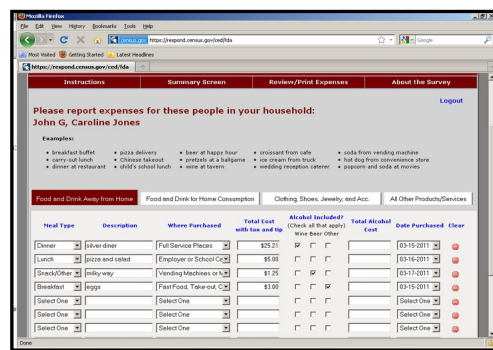 Mozilla Firefox
File Edit View History Bookmarks Tools Help
census.gov https://respond.census.gov/ced/fda Google
Most Visited Getting Started Latest Headlines
https://respond.census.gov/ced/fda
Instructions Summary Screen Review/Print Expenses About the Survey
Logout
Please report expenses for these people in your household:
John G, Caroline Jones
Examples:
• breakfast buffet • pizza delivery • beer at happy hour • croissant from cafe • soda from vending machine
• carry-out lunch • Chinese takeout • pretzels at a ballgame • ice cream from truck • hot dog from convenience store
• dinner at restaurant • child's school lunch • wine at tavern • wedding reception caterer • popcorn and soda at movies
Food and Drink Away from Home Food and Drink for Home Consumption Clothing, Shoes, Jewelry, and Acc. All Other Products/Services
Meal Type Description Where Purchased Total Cost with tax and tip Alcohol Included? (Check all that apply) Wine Beer Other Total Alcohol Cost Date Purchased Clear
Dinner silver diner Full Service Places $25.21 03-15-2011
Lunch pizza and salad Employer or School Ce $5.00 03-16-2011
Snack/Other milky way Vending Machines or M $1.25 03-17-2011
Breakfast eggs Fast Food, Take-out, C $3.00 03-15-2011
Select One Select One Select One
Select One Select One Select One
Select One Select One Select One
Done